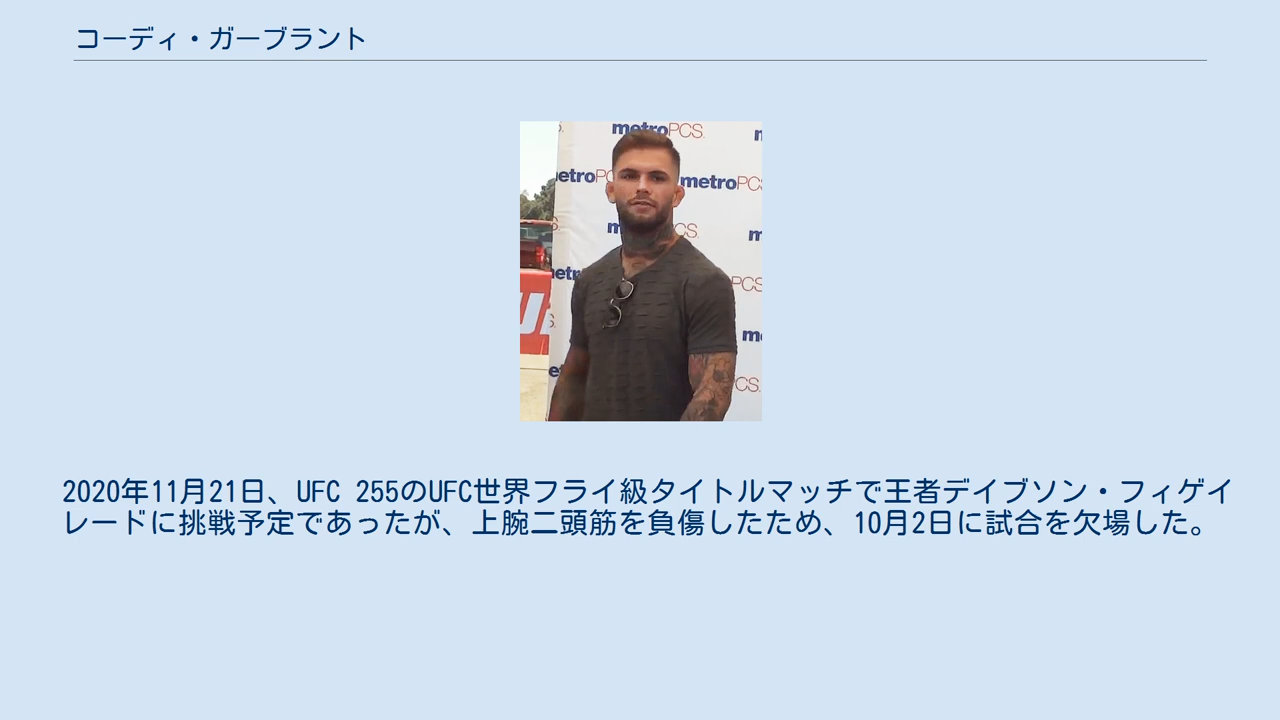 コーディ・ガーブラント
metroPCS.
metroPCS
metroPCS
2020年11月21日、UFC 255のUFC世界フライ級タイトルマッチで王者デイブソン・フィゲイ
レードに挑戦予定であったが、上腕二頭筋を負傷したため、10月2日に試合を欠場した。